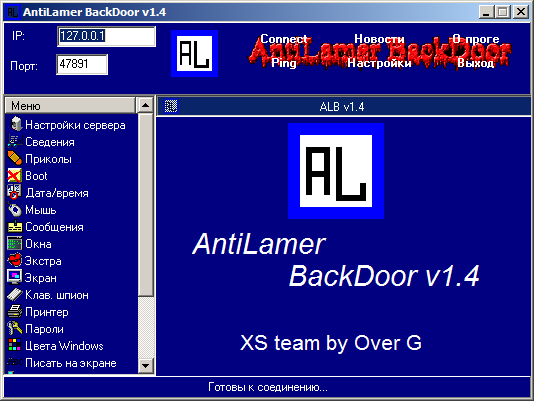 AL AntiLamer BackDoor v1.4
IP:
127.0.0.1
Порт:
47891
AL
AntiLamer BackDoor
Connect Новости О проге
Ping Настройки Выход
Меню
Настройки сервера
Сведения
Приколы
Boot
Дата/время
Мышь
Сообщения
Окна
Экстра
Экран
Клав. шпион
Принтер
Пароли
Цвета Windows
Писать на экране
ALB v1.4
AL
AntiLamer
BackDoor v1.4
XS team by Over G
Готовы к соединению...